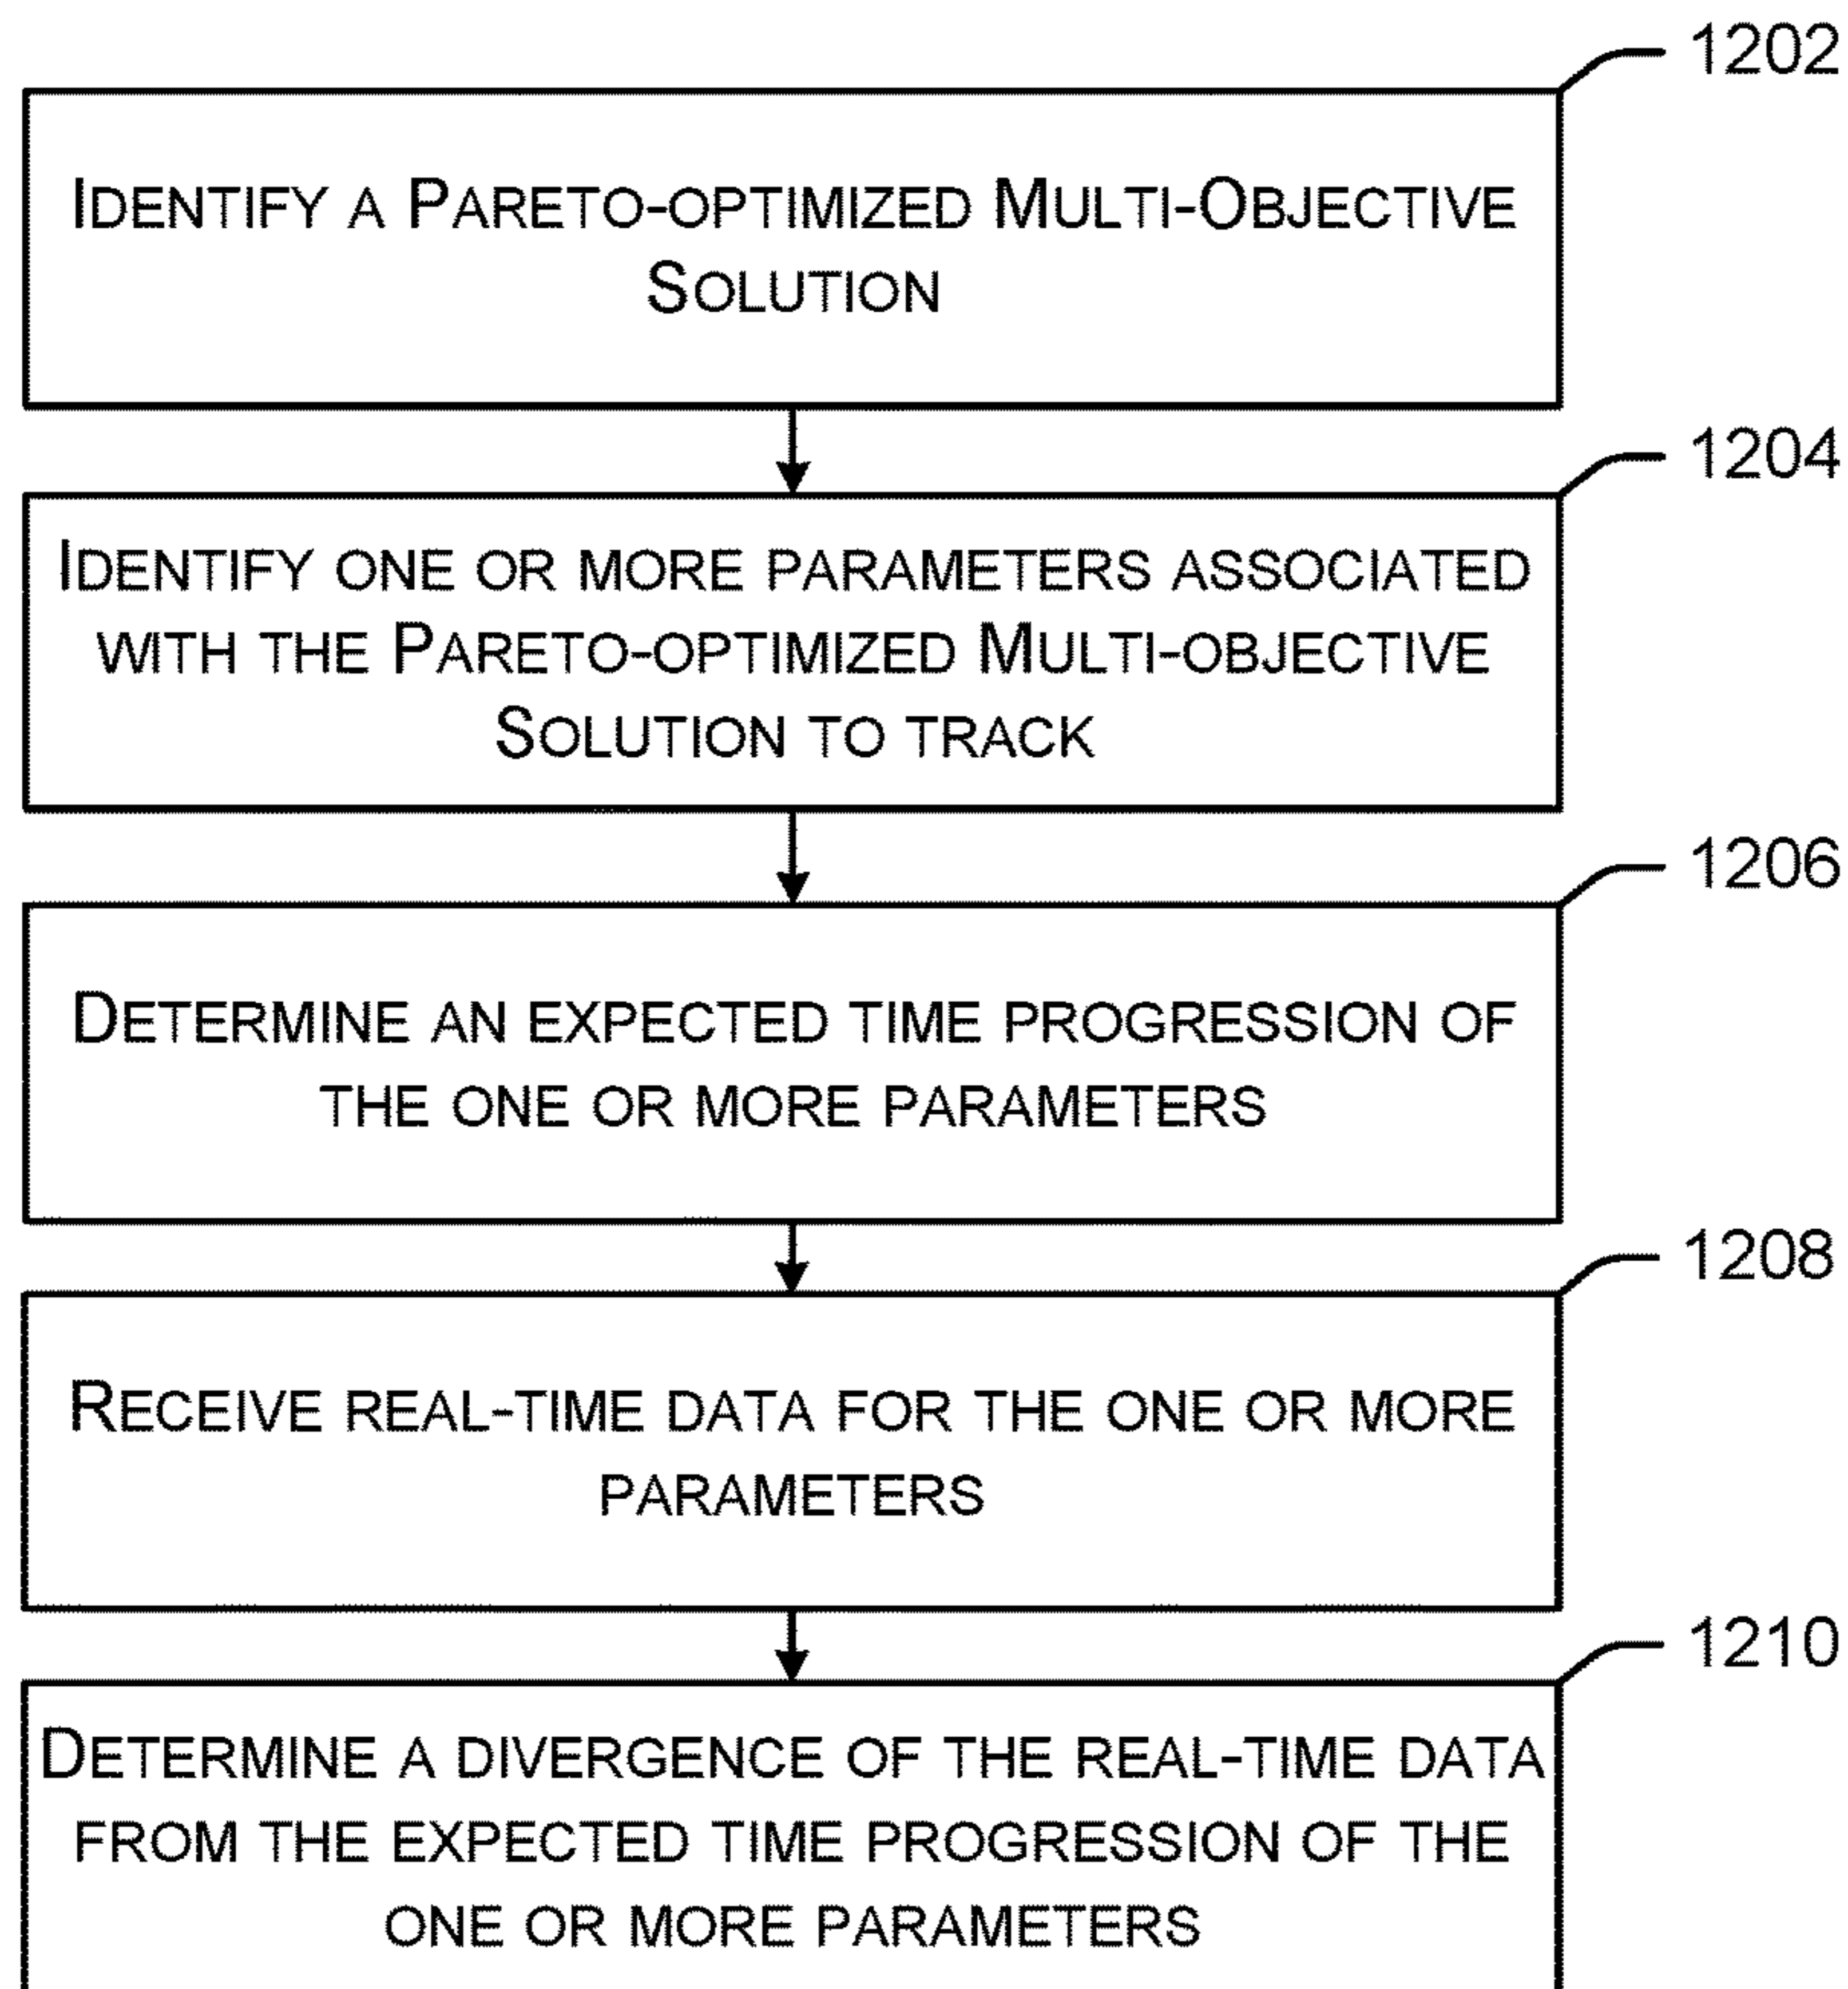 1202
IDENTIFY A PARETO-OPTIMIZED MULTI-OBJECTIVE
SOLUTION
1204
IDENTIFY ONE OR MORE PARAMETERS ASSOCIATED
WITH THE PARETO-OPTIMIZED MULTI-OBJECTIVE
SOLUTION TO TRACK
1206
DETERMINE AN EXPECTED TIME PROGRESSION OF
THE ONE OR MORE PARAMETERS
1208
RECEIVE REAL-TIME DATA FOR THE ONE OR MORE
PARAMETERS
1210
DETERMINE A DIVERGENCE OF THE REAL-TIME DATA
FROM THE EXPECTED TIME PROGRESSION OF THE
ONE OR MORE PARAMETERS